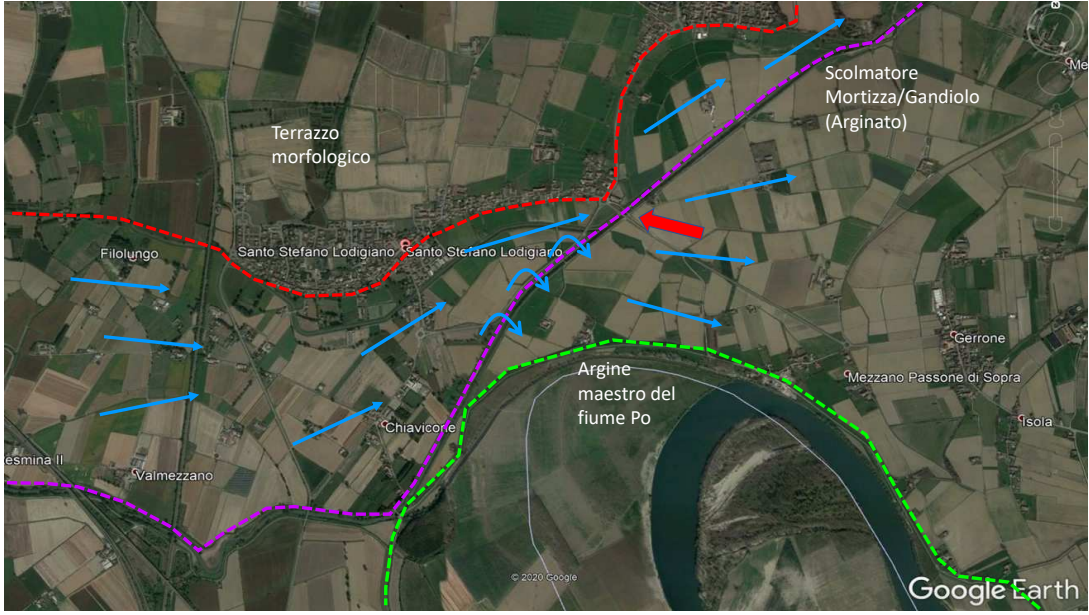 Scolmatore
Mortizza/Gandiolo
(Arginato)
Terrazzo
morfologico
Filolungo
Santo Stefano Lodigiano
Santo Stefano Lodigiano
Gerrone
Argine
maestro del
fiume Po
Mezzano Passone di Sopra
Isola
Chiavicone
Valmezzano
© 2020 Google
Google Earth